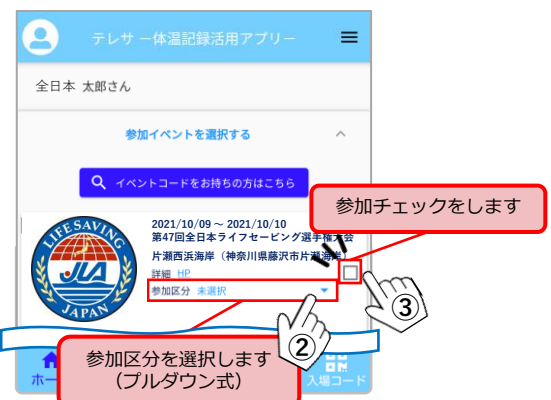 テレサ ー体温記録活用アプリー
全日本 太郎さん
参加イベントを選択する
イベントコードをお持ちの方はこちら
参加チェックをします
2021/10/09 ~ 2021/10/10
第47回全日本ライフセービング選手権大会
片瀬西浜海岸（神奈川県藤沢市片瀬海岸）
詳細 HP
参加区分 未選択
LIFESAVING
JLA
JAPAN
③
②
参加区分を選択します
（プルダウン式）
ホー
入場コード